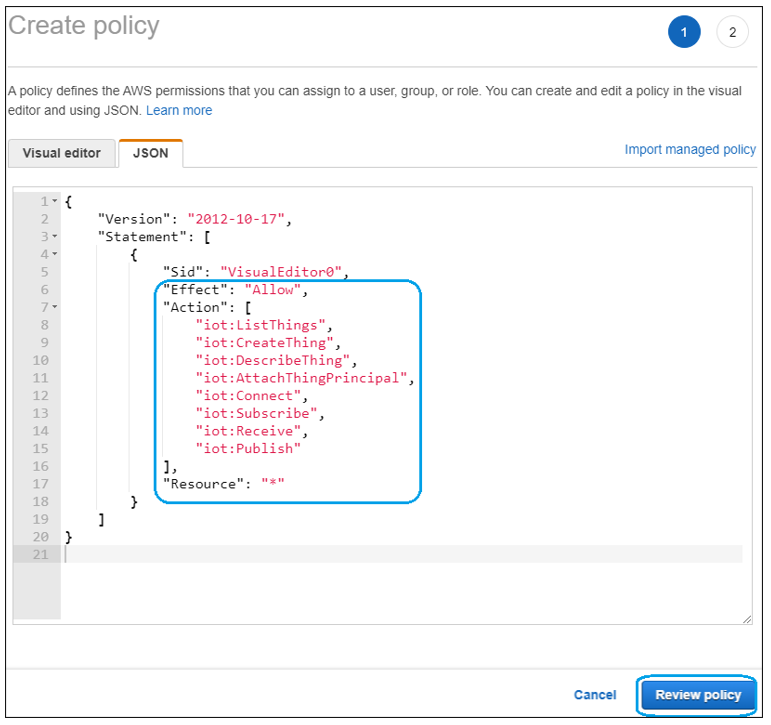 Create policy
1
2
A policy defines the AWS permissions that you can assign to a user, group, or role. You can create and edit a policy in the visual
editor and using JSON. Learn more
Visual editor
JSON
Import managed policy
1 {
2 "Version": "2012-10-17",
3 "Statement": [
4 {
5 "Sid": "VisualEditor0",
6 "Effect": "Allow",
7 "Action": [
8 "iot:ListThings",
9 "iot:CreateThing",
10 "iot:DescribeThing",
11 "iot:AttachThingPrincipal",
12 "iot:Connect",
13 "iot:Subscribe",
14 "iot:Receive",
15 "iot:Publish"
16 ],
17 "Resource": "*"
18 }
19 ]
20 }
21
Cancel
Review policy